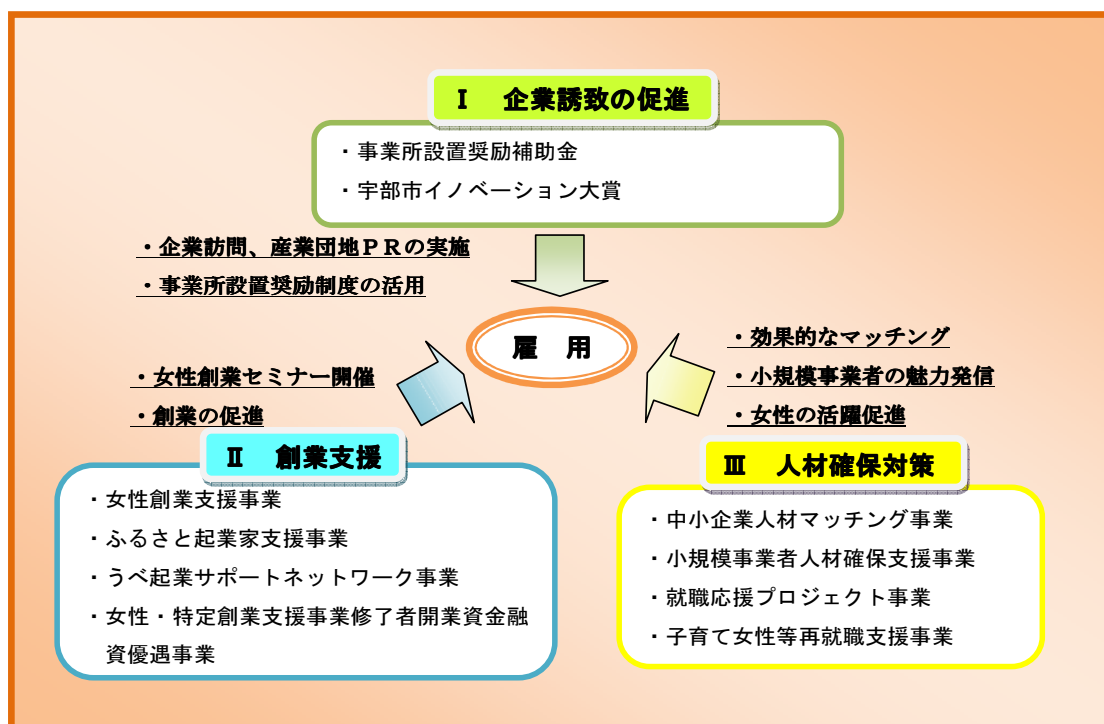 Ⅰ 企業誘致の促進
・事業所設置奨励補助金
・宇部市イノベーション大賞
・企業訪問、産業団地ＰＲの実施
・事業所設置奨励制度の活用
雇 用
・女性創業セミナー開催
・創業の促進
・効果的なマッチング
・小規模事業者の魅力発信
・女性の活躍促進
Ⅱ 創業支援
・女性創業支援事業
・ふるさと起業家支援事業
・うべ起業サポートネットワーク事業
・女性・特定創業支援事業修了者開業資金融
資優遇事業
Ⅲ 人材確保対策
・中小企業人材マッチング事業
・小規模事業者人材確保支援事業
・就職応援プロジェクト事業
・子育て女性等再就職支援事業